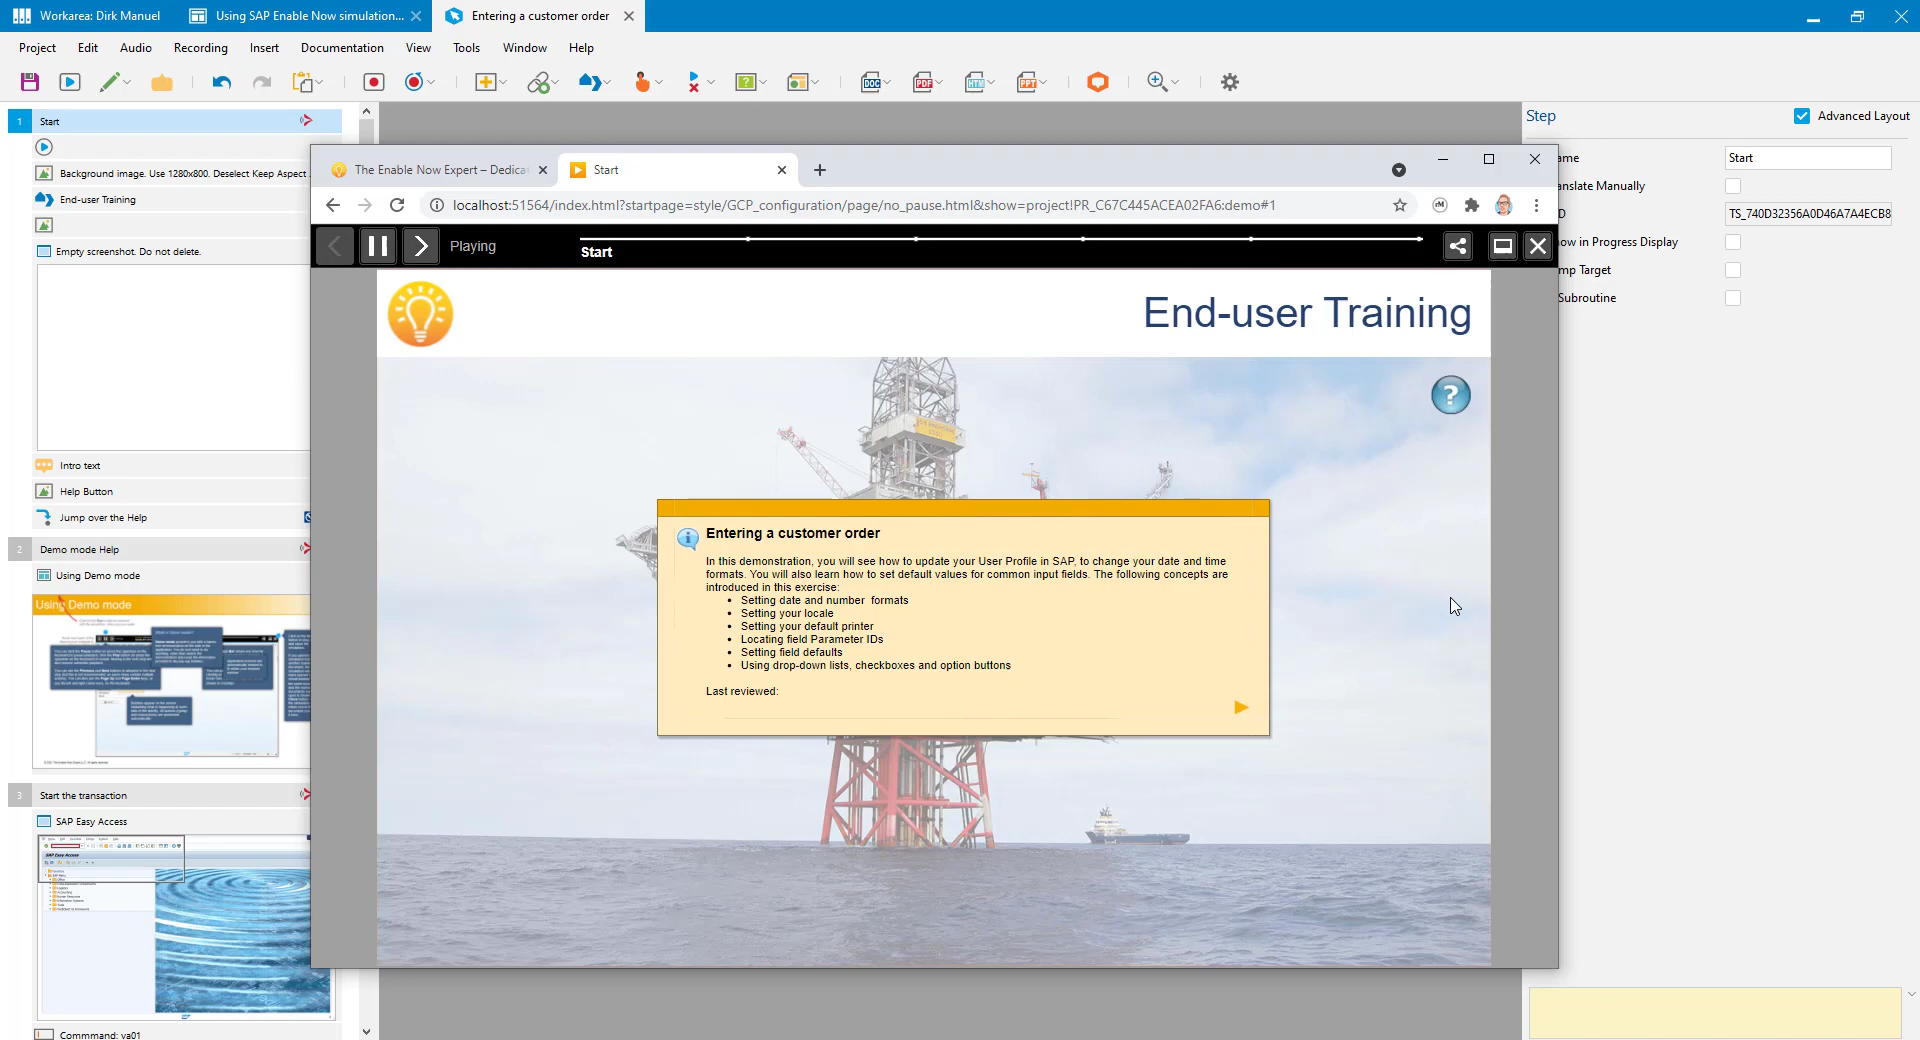 Workarea: Dirk Manuel
Using SAP Enable Now simulation...
Entering a customer order
Project Edit Audio Recording Insert Documentation View Tools Window Help
DOC PDF HTM PPT
1 Start
Background image. Use 1280x800. Deselect Keep Aspect
End-user Training
Empty screenshot. Do not delete.
Intro text
Help Button
Jump over the Help
2 Demo mode Help
Using Demo mode
Using Demo mode
3 Start the transaction
SAP Easy Access
SAP Easy Access
Commmand: va01
The Enable Now Expert – Dedica
Start
localhost:51564/index.html?startpage=style/GCP_configuration/page/no_pause.html&show=project!PR_C67C445ACEA02FA6:demo#1
Playing
Start
End-user Training
?
Entering a customer order
In this demonstration, you will see how to update your User Profile in SAP, to change your date and time
formats. You will also learn how to set default values for common input fields. The following concepts are
introduced in this exercise:
• Setting date and number formats
• Setting your locale
• Setting your default printer
• Locating field Parameter IDs
• Setting field defaults
• Using drop-down lists, checkboxes and option buttons
Last reviewed:
Step
Advanced Layout
ame Start
anslate Manually
D TS_740D32356A0D46A7A4ECB8
ow in Progress Display
mp Target
Subroutine